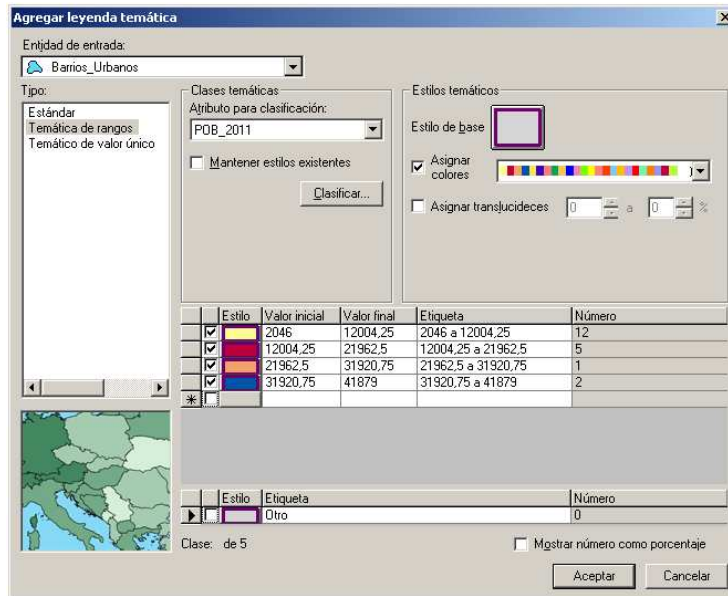 Agregar leyenda temática
Entidad de entrada:
Barrios_Urbanos
Tipo:
Estándar
Temática de rangos
Temático de valor único
Clases temáticas
Atributo para clasificación:
POB_2011
Mantener estilos existentes
Clasificar...
Estilos temáticos
Estilo de base
Asignar
colores
Asignar translucideces 0 a 0 %
Estilo Valor inicial Valor final Etiqueta Número
2046 12004,25 2046 a 12004,25 12
12004,25 21962,5 12004,25 a 21962,5 5
21962,5 31920,75 21962,5 a 31920,75 1
31920,75 41879 31920,75 a 41879 2
Estilo Etiqueta Número
Otro 0
Clase: de 5
Mostrar número como porcentaje
Aceptar Cancelar